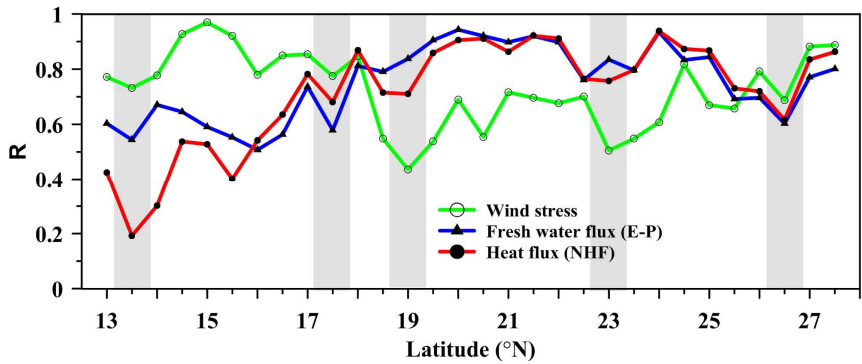 1
0.8
0.6
0.4
0.2
0
R
Wind stress
Fresh water flux (E-P)
Heat flux (NHF)
13 15 17 19 21 23 25 27
Latitude (°N)